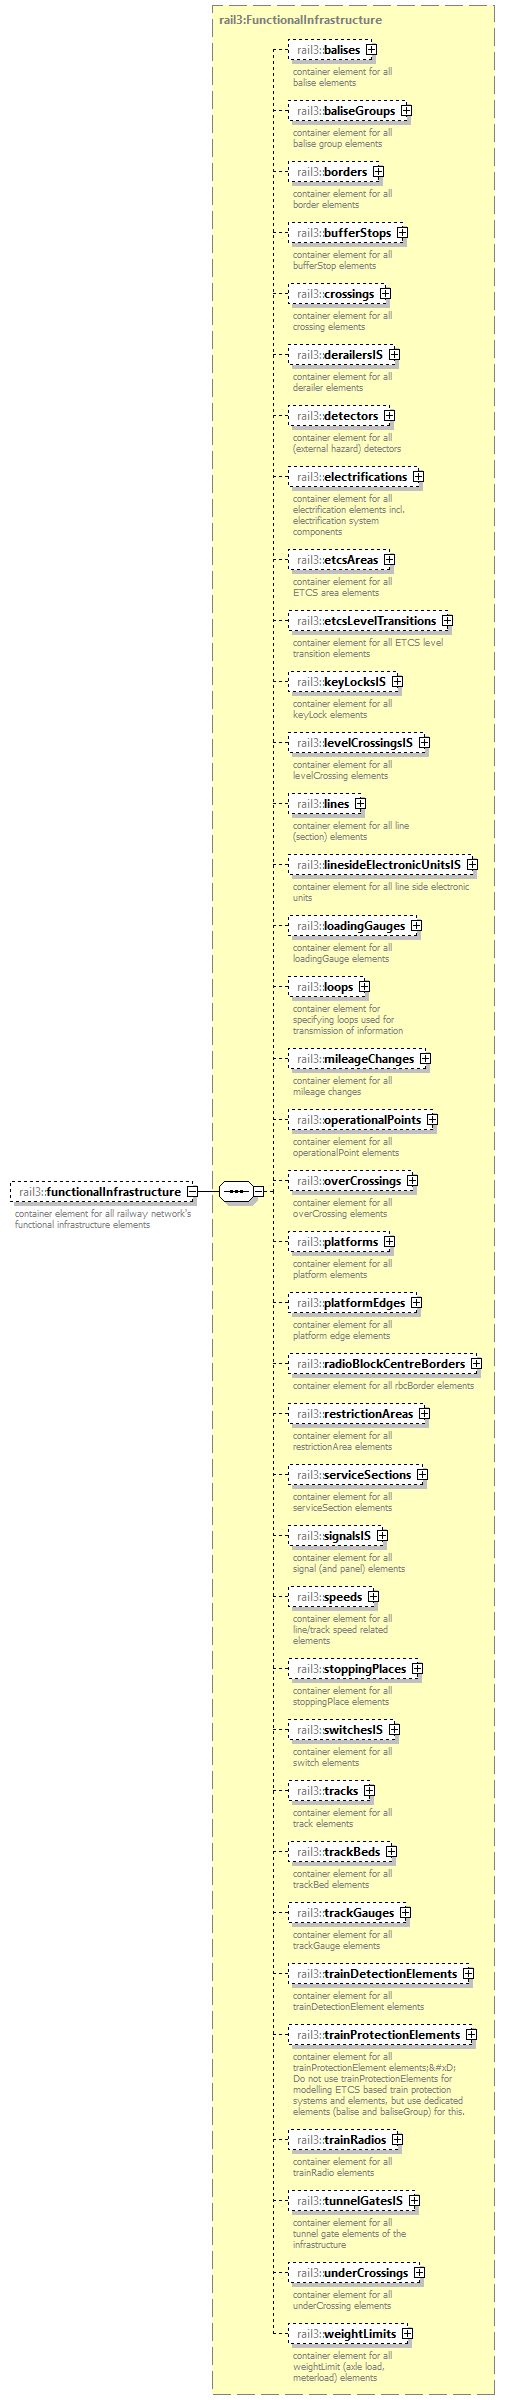 rail3:FunctionalInfrastructure
rail3::balises
container element for all
balise elements
rail3::baliseGroups
container element for all
balise group elements
rail3::borders
container element for all
border elements
rail3::bufferStops
container element for all
bufferStop elements
rail3::crossings
container element for all
crossing elements
rail3::derailersIS
container element for all
derailer elements
rail3::detectors
container element for all
(external hazard) detectors
rail3::electrifications
container element for all
electrification elements incl.
electrification system
components
rail3::etcsAreas
container element for all
ETCS area elements
rail3::etcsLevelTransitions
container element for all ETCS level
transition elements
rail3::keyLocksIS
container element for all
keyLock elements
rail3::levelCrossingsIS
container element for all
levelCrossing elements
rail3::lines
container element for all line
(section) elements
rail3::linesideElectronicUnitsIS
container element for all line side electronic
units
rail3::loadingGauges
container element for all
loadingGauge elements
rail3::loops
container element for
specifying loops used for
transmission of information
rail3::mileageChanges
container element for all
mileage changes
rail3::operationalPoints
container element for all
operationalPoint elements
rail3::functionalInfrastructure
container element for all railway network's
functional infrastructure elements
rail3::overCrossings
container element for all
overCrossing elements
rail3::platforms
container element for all
platform elements
rail3::platformEdges
container element for all
platform edge elements
rail3::radioBlockCentreBorders
container element for all rbcBorder elements
rail3::restrictionAreas
container element for all
restrictionArea elements
rail3::serviceSections
container element for all
serviceSection elements
rail3::signalsIS
container element for all
signal (and panel) elements
rail3::speeds
container element for all
line/track speed related
elements
rail3::stoppingPlaces
container element for all
stoppingPlace elements
rail3::switchesIS
container element for all
switch elements
rail3::tracks
container element for all
track elements
rail3::trackBeds
container element for all
trackBed elements
rail3::trackGauges
container element for all
trackGauge elements
rail3::trainDetectionElements
container element for all
trainDetectionElement elements
rail3::trainProtectionElements
container element for all
trainProtectionElement elements;&#xD;
Do not use trainProtectionElements for
modelling ETCS based train protection
systems and elements, but use dedicated
elements (balise and baliseGroup) for this.
rail3::trainRadios
container element for all
trainRadio elements
rail3::tunnelGatesIS
container element for all
tunnel gate elements of the
infrastructure
rail3::underCrossings
container element for all
underCrossing elements
rail3::weightLimits
container element for all
weightLimit (axle load,
meterload) elements